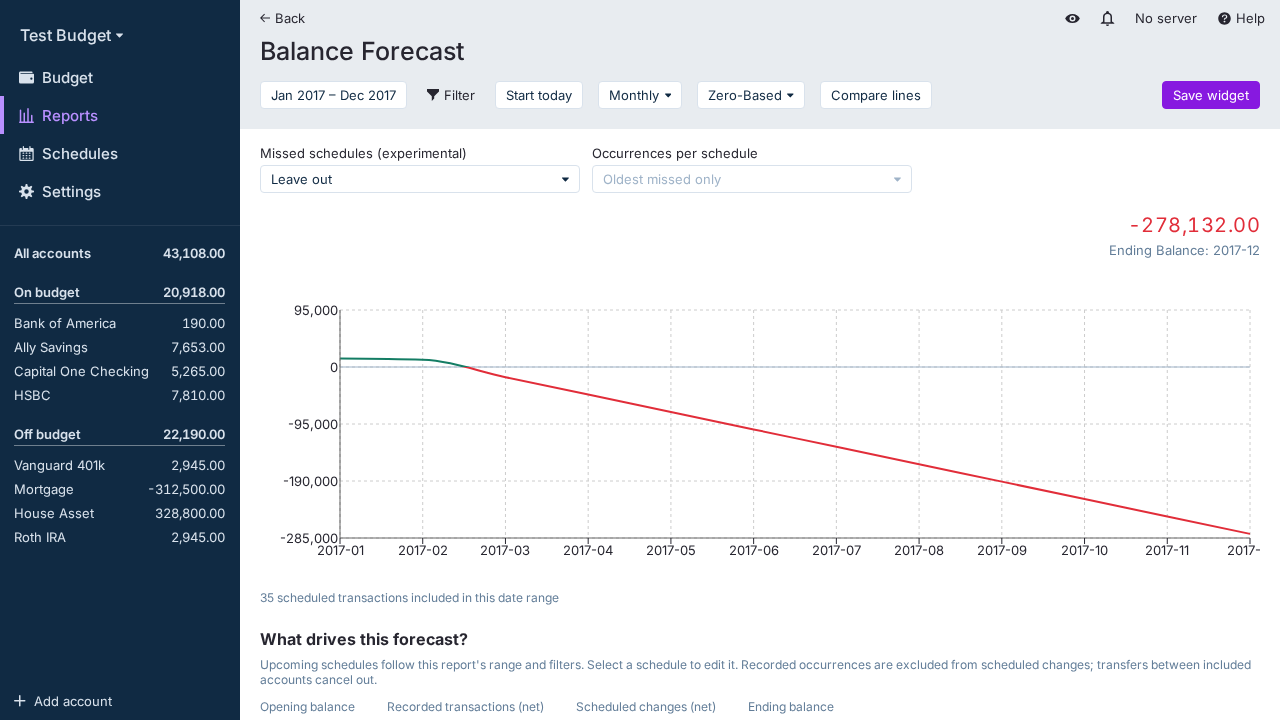 Test Budget
Budget
Reports
Schedules
Settings
All accounts 43,108.00
On budget 20,918.00
Bank of America 190.00
Ally Savings 7,653.00
Capital One Checking 5,265.00
HSBC 7,810.00
Off budget 22,190.00
Vanguard 401k 2,945.00
Mortgage -312,500.00
House Asset 328,800.00
Roth IRA 2,945.00
Add account
Back
No server
Help
Balance Forecast
Jan 2017 – Dec 2017
Filter
Start today
Monthly
Zero-Based
Compare lines
Save widget
Missed schedules (experimental)
Leave out
Occurrences per schedule
Oldest missed only
-278,132.00
Ending Balance: 2017-12
95,000
0
-95,000
-190,000
-285,000
2017-01 2017-02 2017-03 2017-04 2017-05 2017-06 2017-07 2017-08 2017-09 2017-10 2017-11 2017-
35 scheduled transactions included in this date range
What drives this forecast?
Upcoming schedules follow this report's range and filters. Select a schedule to edit it. Recorded occurrences are excluded from scheduled changes; transfers between included
accounts cancel out.
Opening balance Recorded transactions (net) Scheduled changes (net) Ending balance